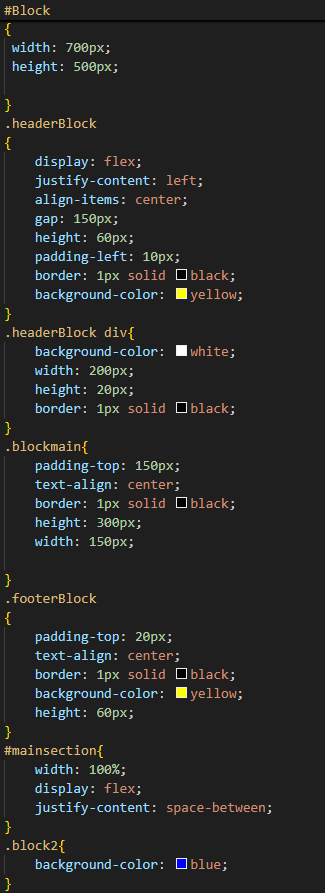 #Block
{
width: 700px;
height: 500px;
}
.headerBlock
{
display: flex;
justify-content: left;
align-items: center;
gap: 150px;
height: 60px;
padding-left: 10px;
border: 1px solid black;
background-color: yellow;
}
.headerBlock div{
background-color: white;
width: 200px;
height: 20px;
border: 1px solid black;
}
.blockmain{
padding-top: 150px;
text-align: center;
border: 1px solid black;
height: 300px;
width: 150px;
}
.footerBlock
{
padding-top: 20px;
text-align: center;
border: 1px solid black;
background-color: yellow;
height: 60px;
}
#mainsection{
width: 100%;
display: flex;
justify-content: space-between;
}
.block2{
background-color: blue;
}